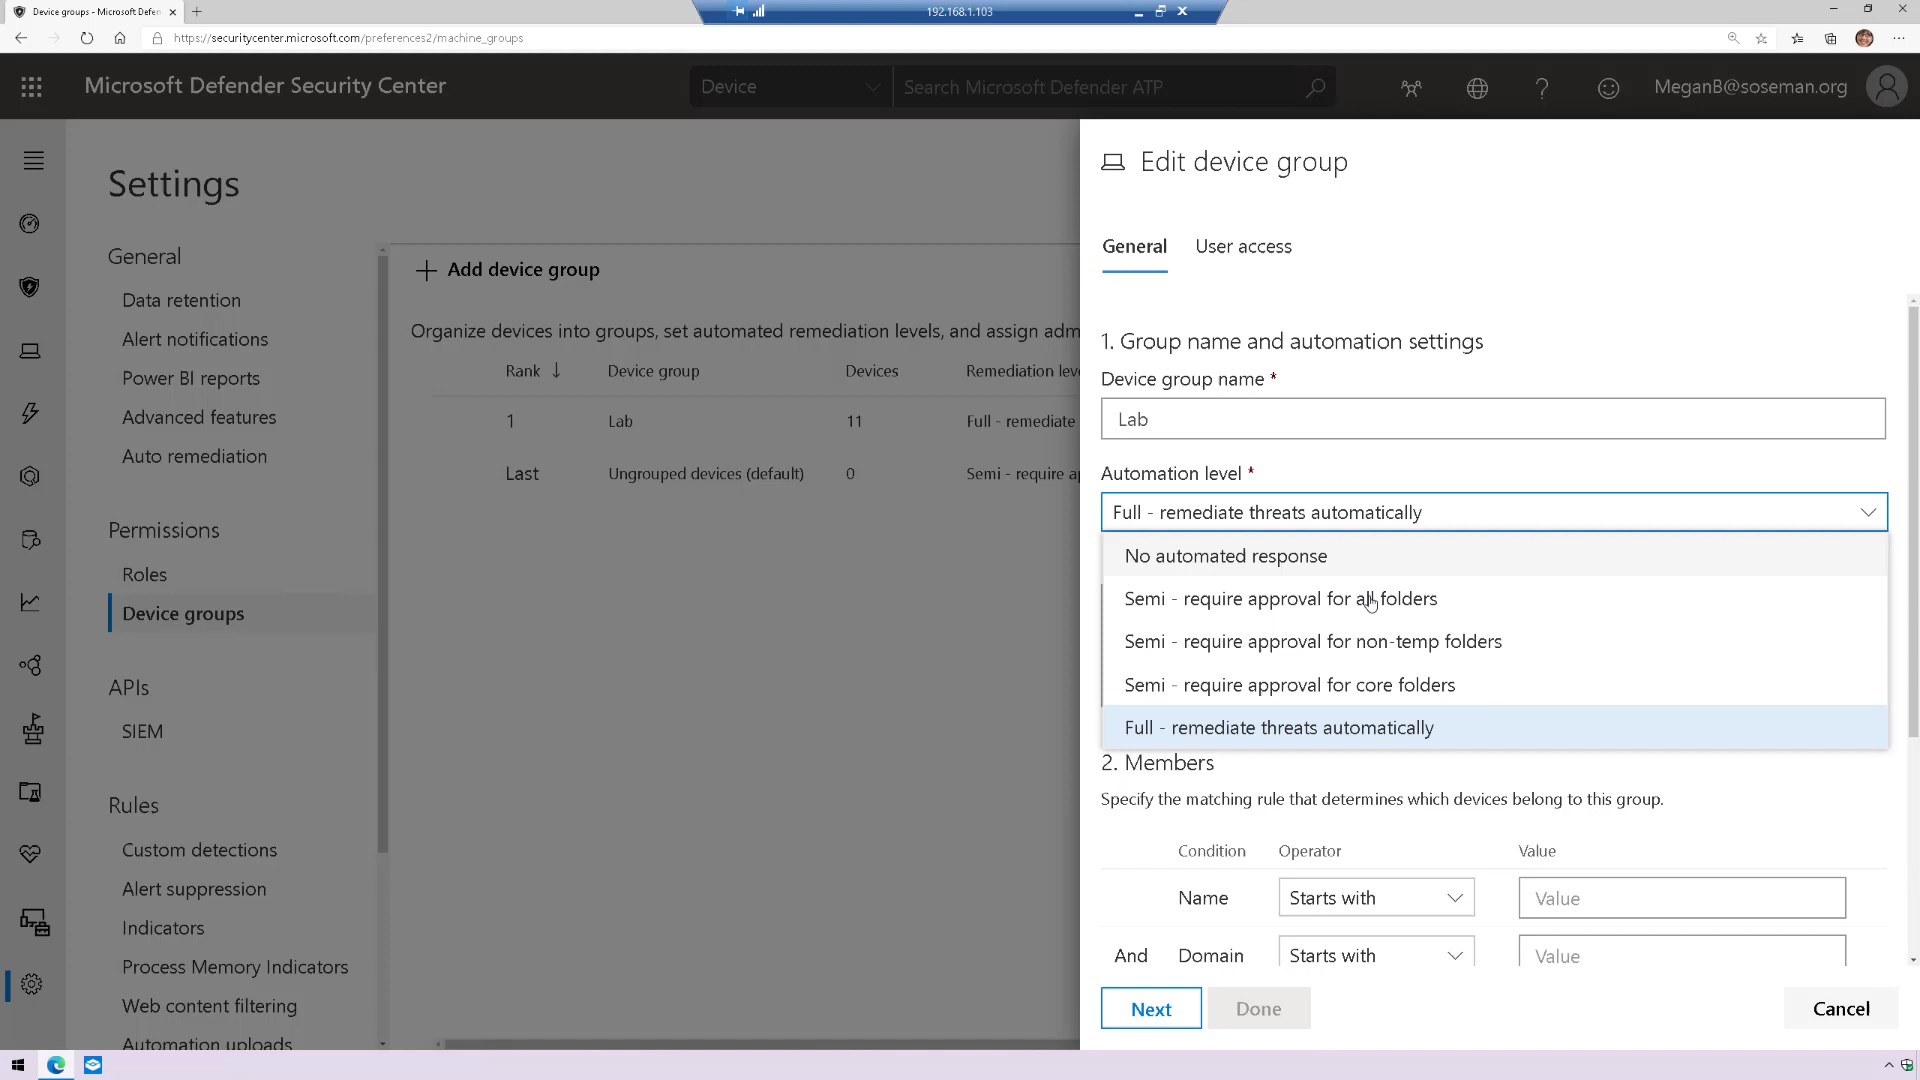 Device groups - Microsoft Defen
192.168.1.103
https://securitycenter.microsoft.com/preferences2/machine_groups
Microsoft Defender Security Center
Device
Search Microsoft Defender ATP
MeganB@soseman.org
Settings
General
Data retention
Alert notifications
Power BI reports
Advanced features
Auto remediation
Permissions
Roles
Device groups
APIs
SIEM
Rules
Custom detections
Alert suppression
Indicators
Process Memory Indicators
Web content filtering
Automation uploads
Add device group
Organize devices into groups, set automated remediation levels, and assign adm
Rank Device group Devices Remediation leve
1 Lab 11 Full - remediate
Last Ungrouped devices (default) 0 Semi - require ap
Edit device group
General User access
1. Group name and automation settings
Device group name *
Lab
Automation level *
Full - remediate threats automatically
No automated response
Semi - require approval for all folders
Semi - require approval for non-temp folders
Semi - require approval for core folders
Full - remediate threats automatically
2. Members
Specify the matching rule that determines which devices belong to this group.
Condition Operator Value
Name Starts with Value
And Domain Starts with Value
Next Done Cancel